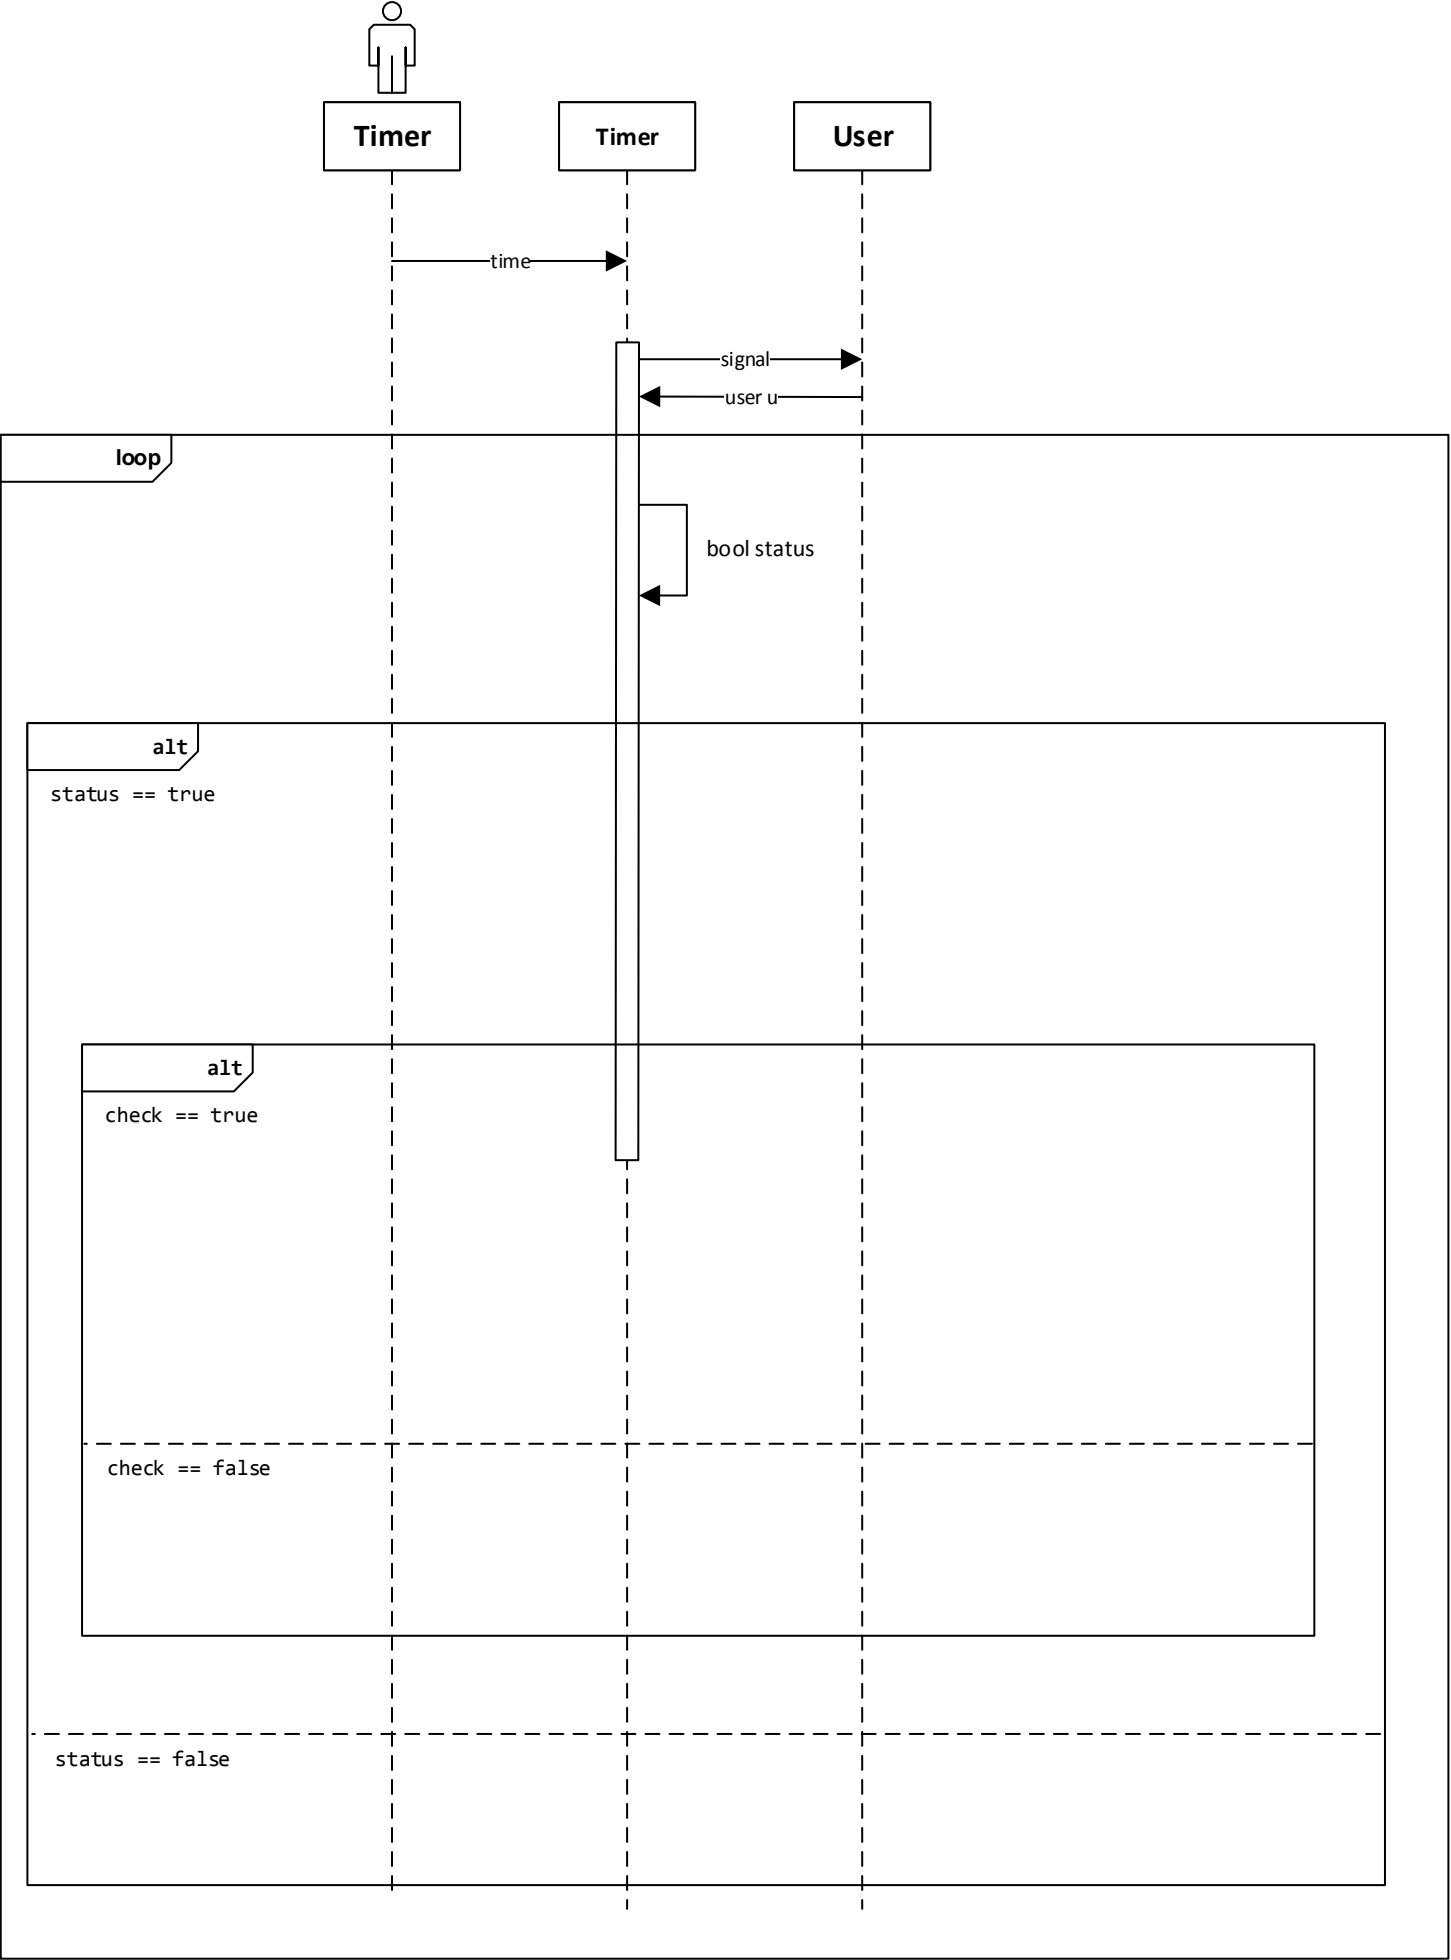 Timer
Timer
User
time
signal
user u
loop
bool status
alt
status == true
alt
check == true
check == false
status == false